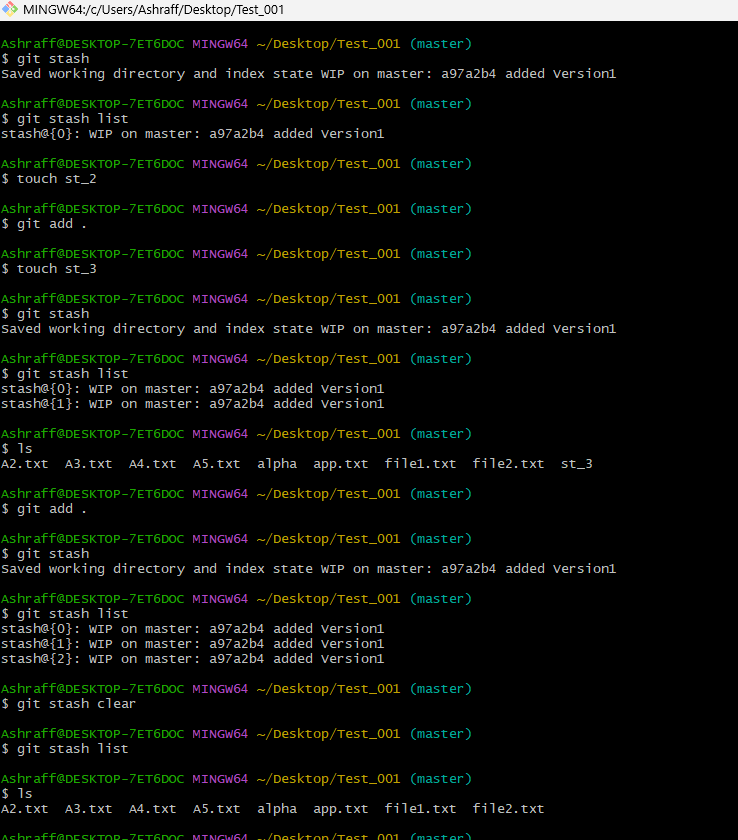 MINGW64:/c/Users/Ashraff/Desktop/Test_001
Ashraff@DESKTOP-7ET6DOC MINGW64 ~/Desktop/Test_001 (master)
$ git stash
Saved working directory and index state WIP on master: a97a2b4 added Version1
Ashraff@DESKTOP-7ET6DOC MINGW64 ~/Desktop/Test_001 (master)
$ git stash list
stash@{0}: WIP on master: a97a2b4 added Version1
Ashraff@DESKTOP-7ET6DOC MINGW64 ~/Desktop/Test_001 (master)
$ touch st_2
Ashraff@DESKTOP-7ET6DOC MINGW64 ~/Desktop/Test_001 (master)
$ git add .
Ashraff@DESKTOP-7ET6DOC MINGW64 ~/Desktop/Test_001 (master)
$ touch st_3
Ashraff@DESKTOP-7ET6DOC MINGW64 ~/Desktop/Test_001 (master)
$ git stash
Saved working directory and index state WIP on master: a97a2b4 added Version1
Ashraff@DESKTOP-7ET6DOC MINGW64 ~/Desktop/Test_001 (master)
$ git stash list
stash@{0}: WIP on master: a97a2b4 added Version1
stash@{1}: WIP on master: a97a2b4 added Version1
Ashraff@DESKTOP-7ET6DOC MINGW64 ~/Desktop/Test_001 (master)
$ ls
A2.txt  A3.txt  A4.txt  A5.txt  alpha  app.txt  file1.txt  file2.txt  st_3
Ashraff@DESKTOP-7ET6DOC MINGW64 ~/Desktop/Test_001 (master)
$ git add .
Ashraff@DESKTOP-7ET6DOC MINGW64 ~/Desktop/Test_001 (master)
$ git stash
Saved working directory and index state WIP on master: a97a2b4 added Version1
Ashraff@DESKTOP-7ET6DOC MINGW64 ~/Desktop/Test_001 (master)
$ git stash list
stash@{0}: WIP on master: a97a2b4 added Version1
stash@{1}: WIP on master: a97a2b4 added Version1
stash@{2}: WIP on master: a97a2b4 added Version1
Ashraff@DESKTOP-7ET6DOC MINGW64 ~/Desktop/Test_001 (master)
$ git stash clear
Ashraff@DESKTOP-7ET6DOC MINGW64 ~/Desktop/Test_001 (master)
$ git stash list
Ashraff@DESKTOP-7ET6DOC MINGW64 ~/Desktop/Test_001 (master)
$ ls
A2.txt  A3.txt  A4.txt  A5.txt  alpha  app.txt  file1.txt  file2.txt
Ashraff@DESKTOP-7ET6DOC MINGW64 ~/Desktop/Test_001 (master)